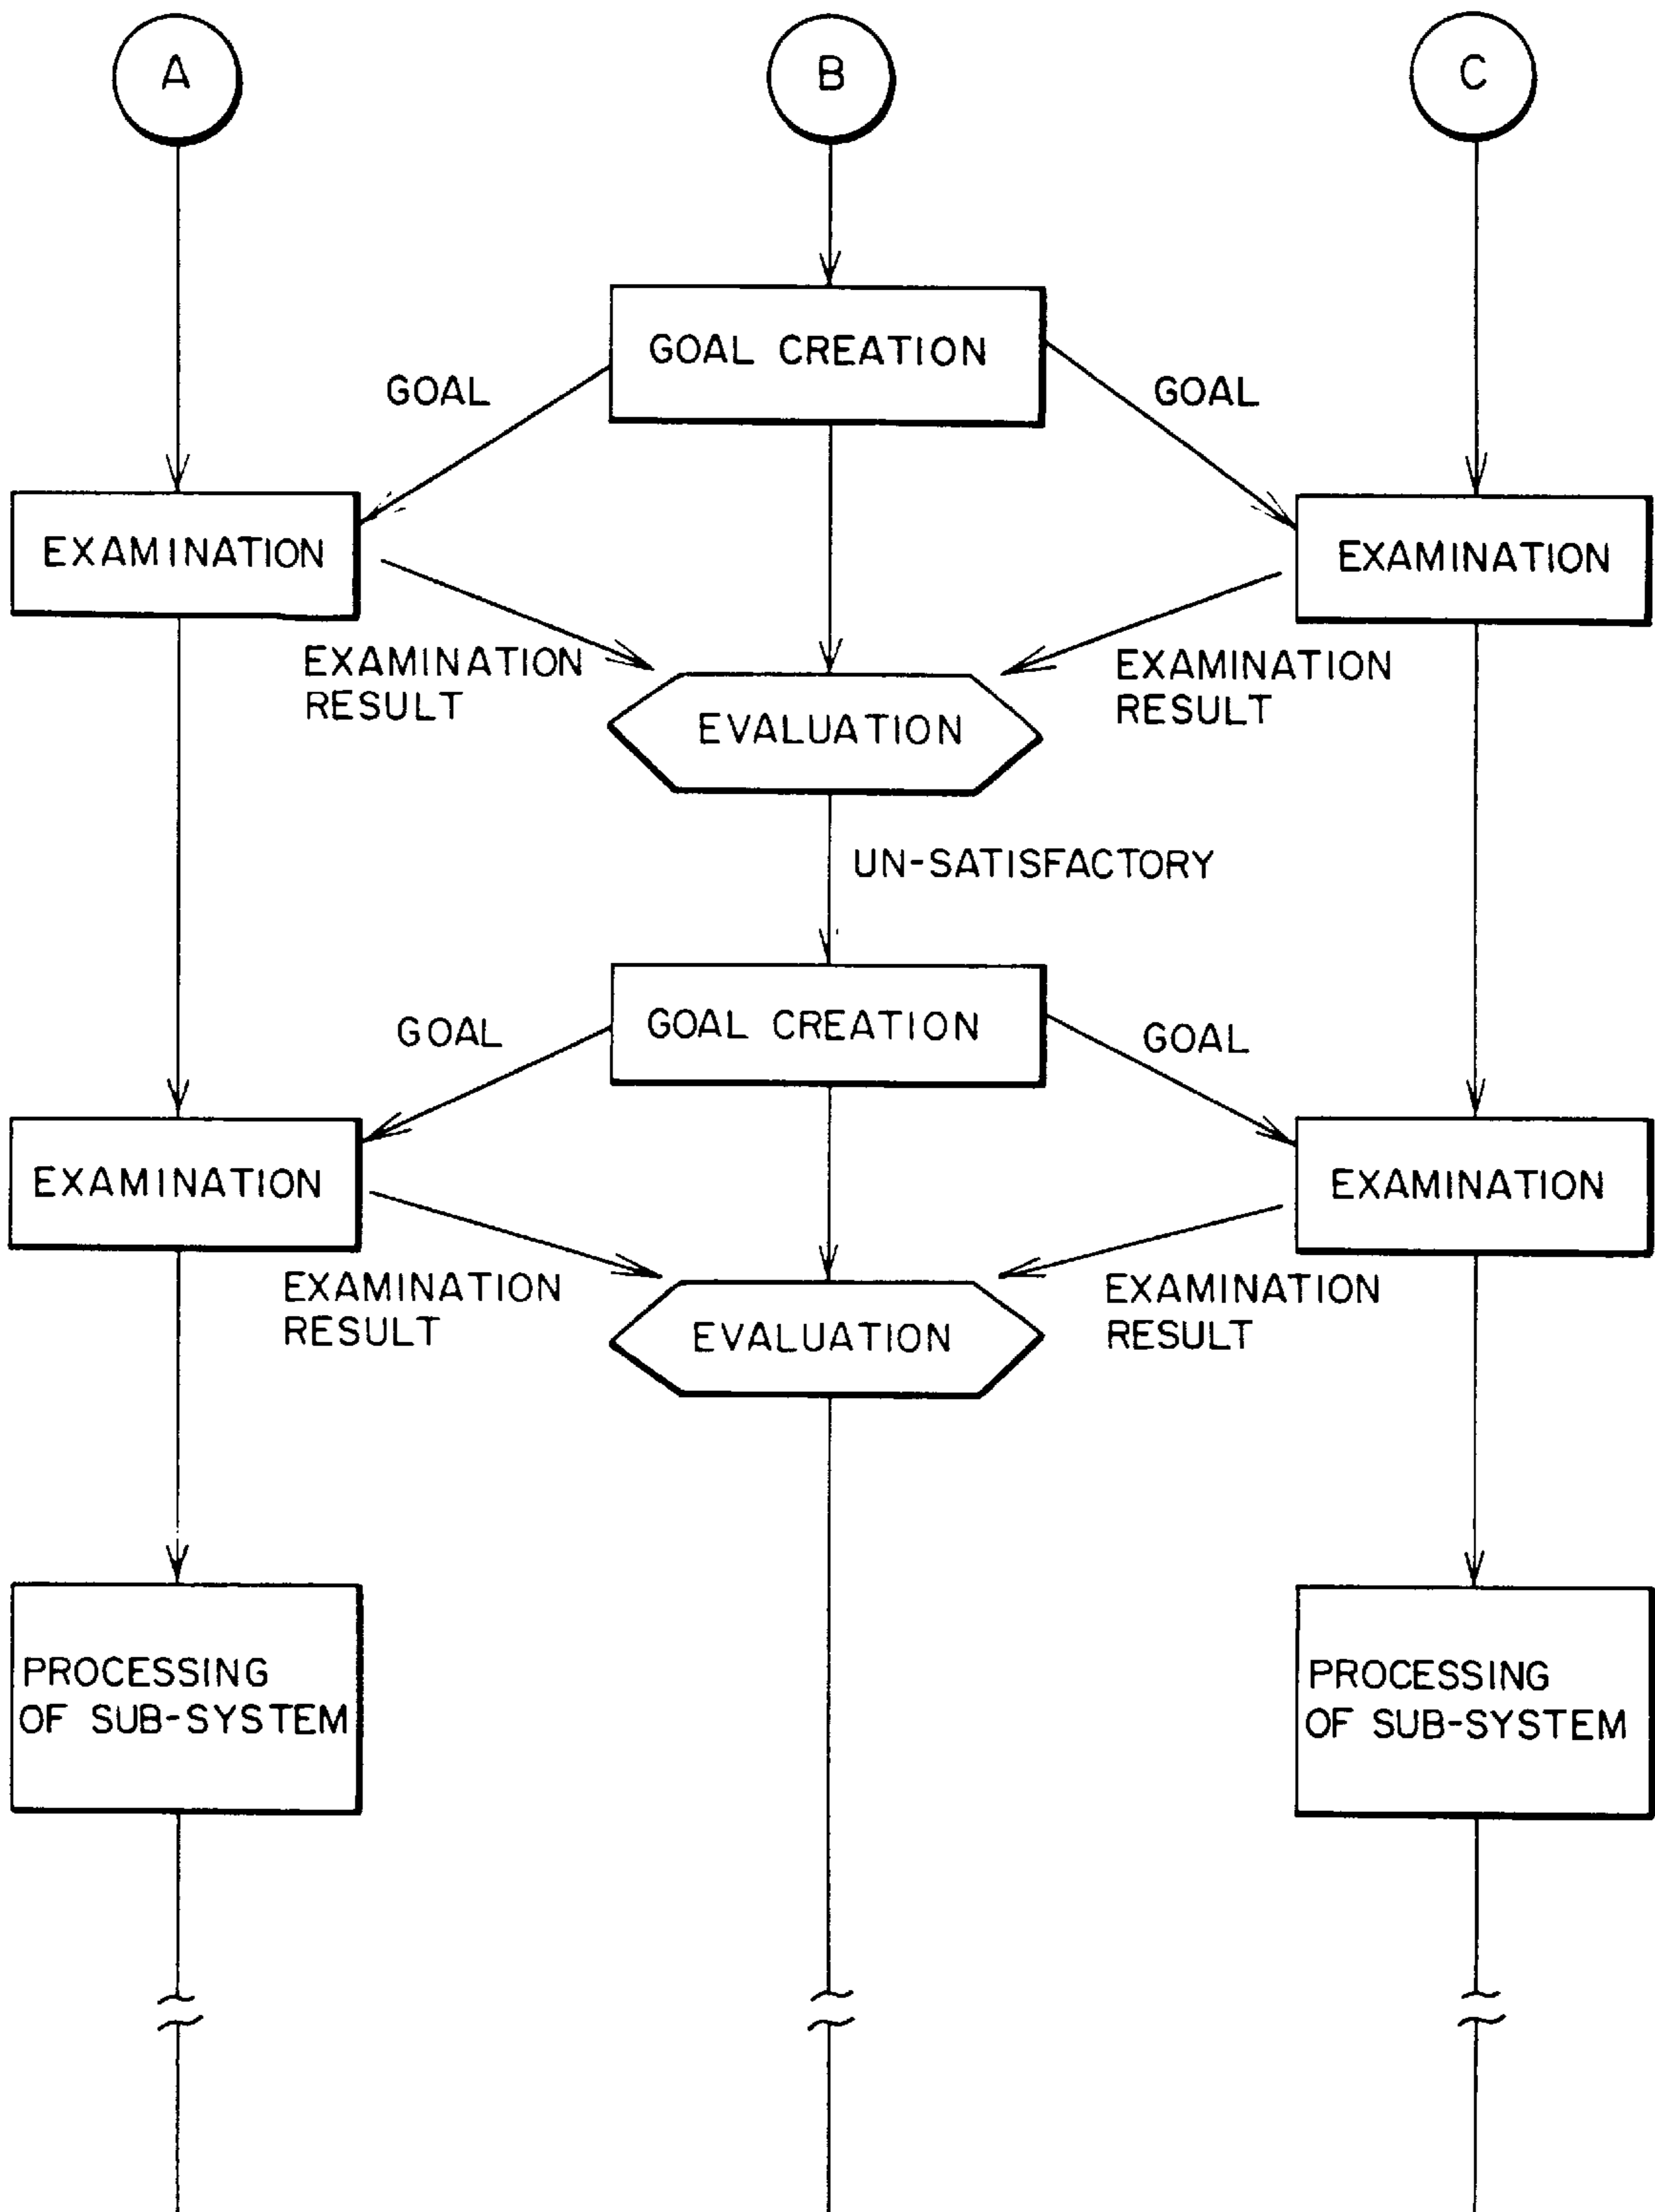 A
B
C
GOAL CREATION
GOAL
GOAL
EXAMINATION
EXAMINATION
EXAMINATION
RESULT
EXAMINATION
RESULT
EVALUATION
UN-SATISFACTORY
GOAL CREATION
GOAL
GOAL
EXAMINATION
EXAMINATION
EXAMINATION
RESULT
EXAMINATION
RESULT
EVALUATION
PROCESSING
OF SUB-SYSTEM
PROCESSING
OF SUB-SYSTEM